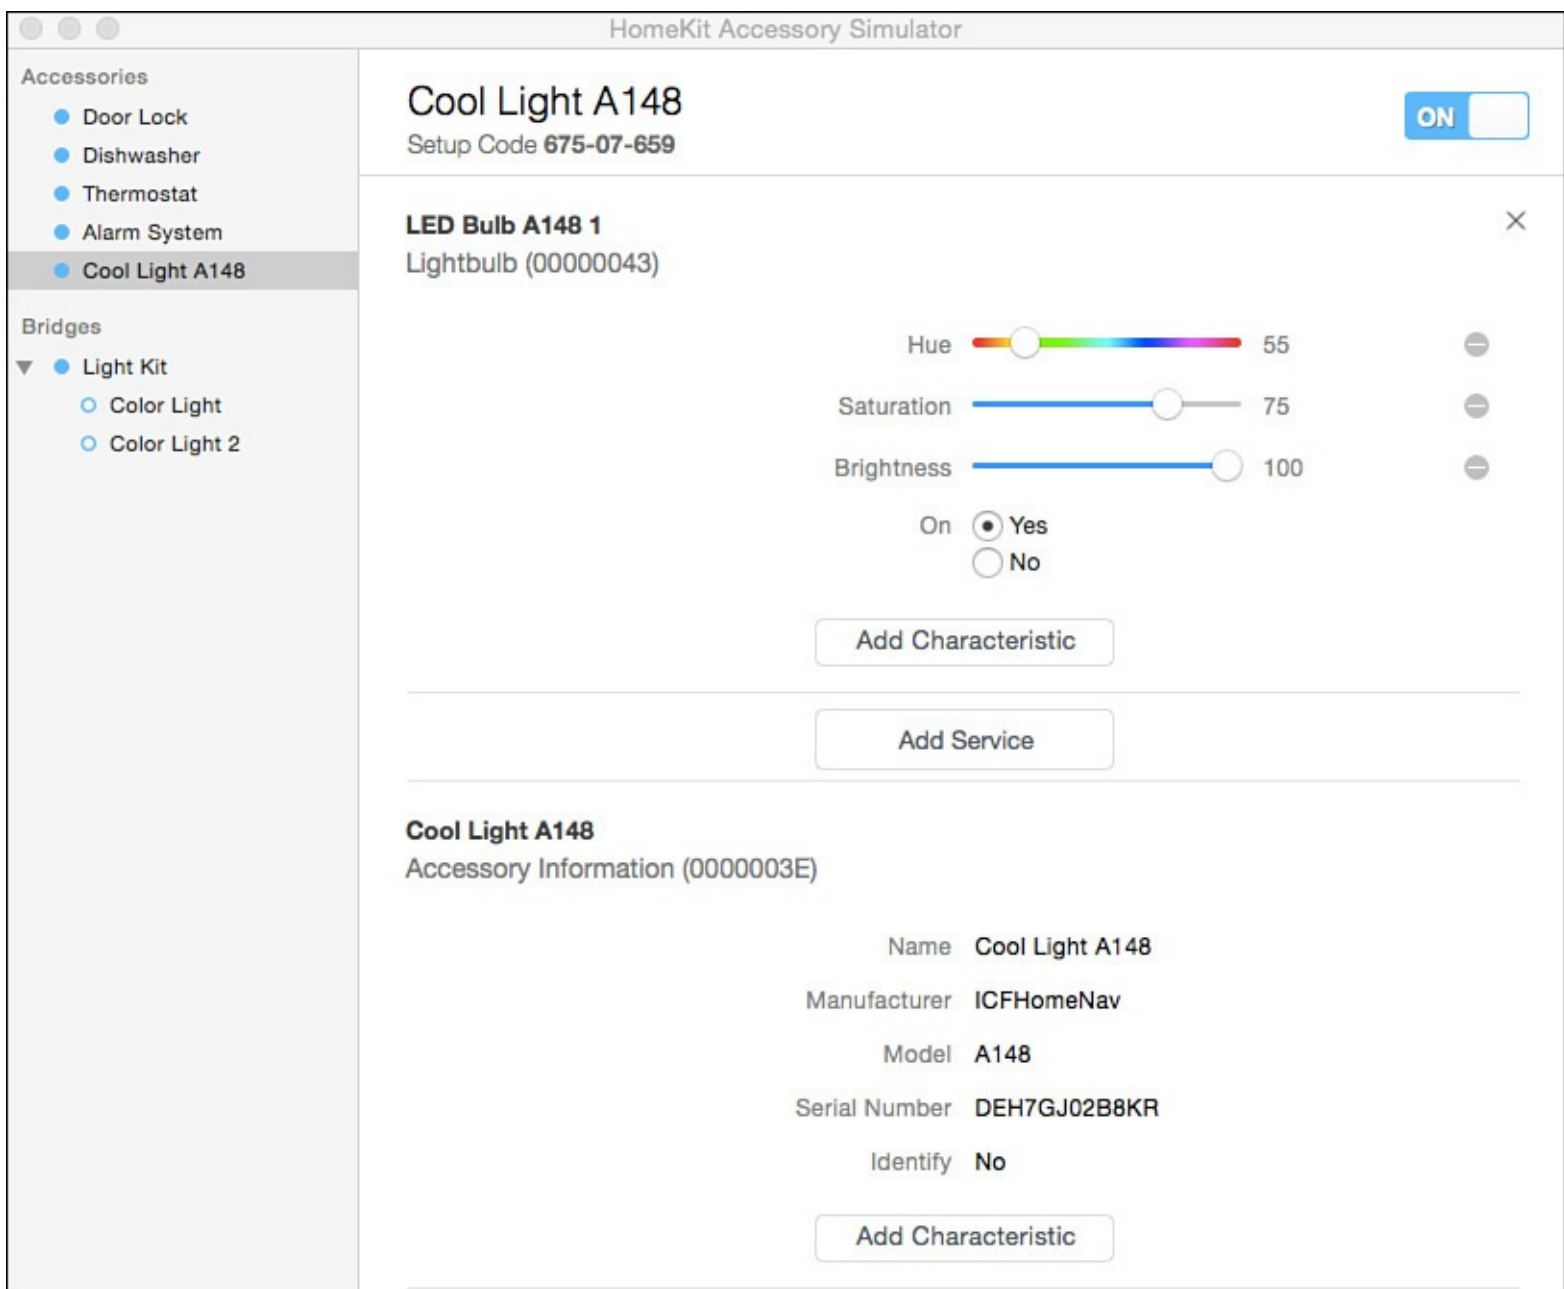 HomeKit Accessory Simulator
Accessories
Door Lock
Dishwasher
Thermostat
Alarm System
Cool Light A148
Bridges
Light Kit
Color Light
Color Light 2
Cool Light A148
Setup Code 675-07-659
ON
LED Bulb A148 1
Lightbulb (00000043)
Hue 55
Saturation 75
Brightness 100
On Yes
No
Add Characteristic
Add Service
Cool Light A148
Accessory Information (0000003E)
Name Cool Light A148
Manufacturer ICFHomeNav
Model A148
Serial Number DEH7GJ02B8KR
Identify No
Add Characteristic